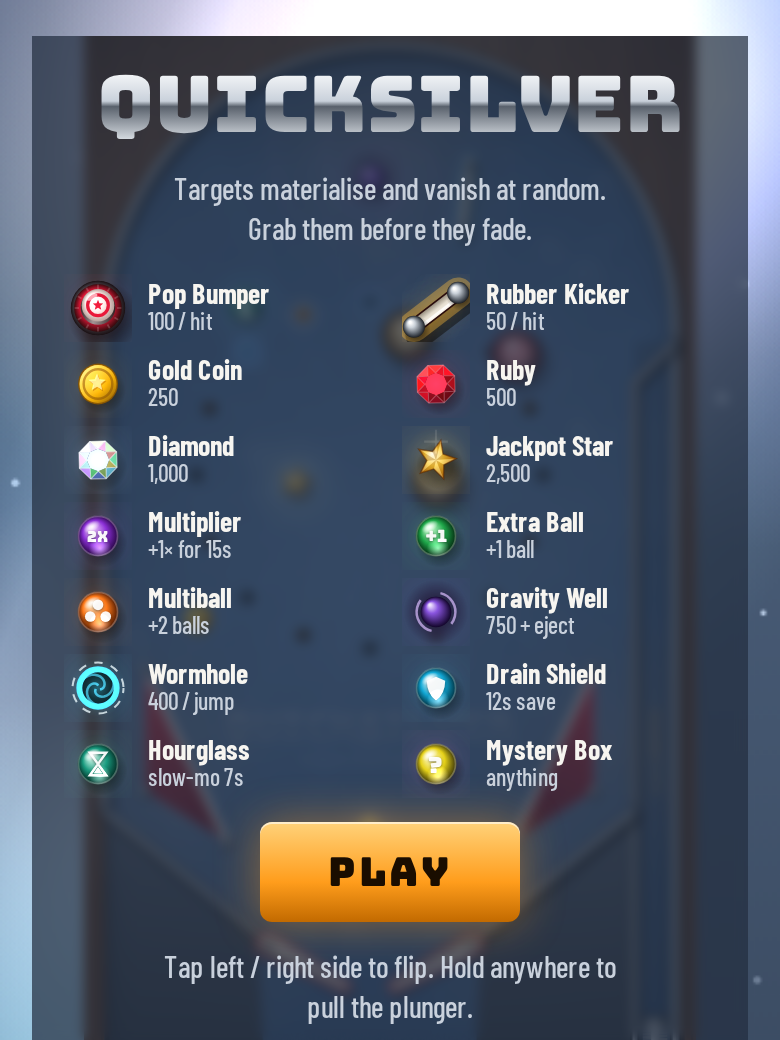 QUICKSILVER
Targets materialise and vanish at random.
Grab them before they fade.
Pop Bumper
100 / hit
Rubber Kicker
50 / hit
Gold Coin
250
Ruby
500
Diamond
1,000
Jackpot Star
2,500
2X
Multiplier
+1× for 15s
+1
Extra Ball
+1 ball
Multiball
+2 balls
Gravity Well
750 + eject
Wormhole
400 / jump
Drain Shield
12s save
Hourglass
slow-mo 7s
?
Mystery Box
anything
PLAY
Tap left / right side to flip. Hold anywhere to
pull the plunger.